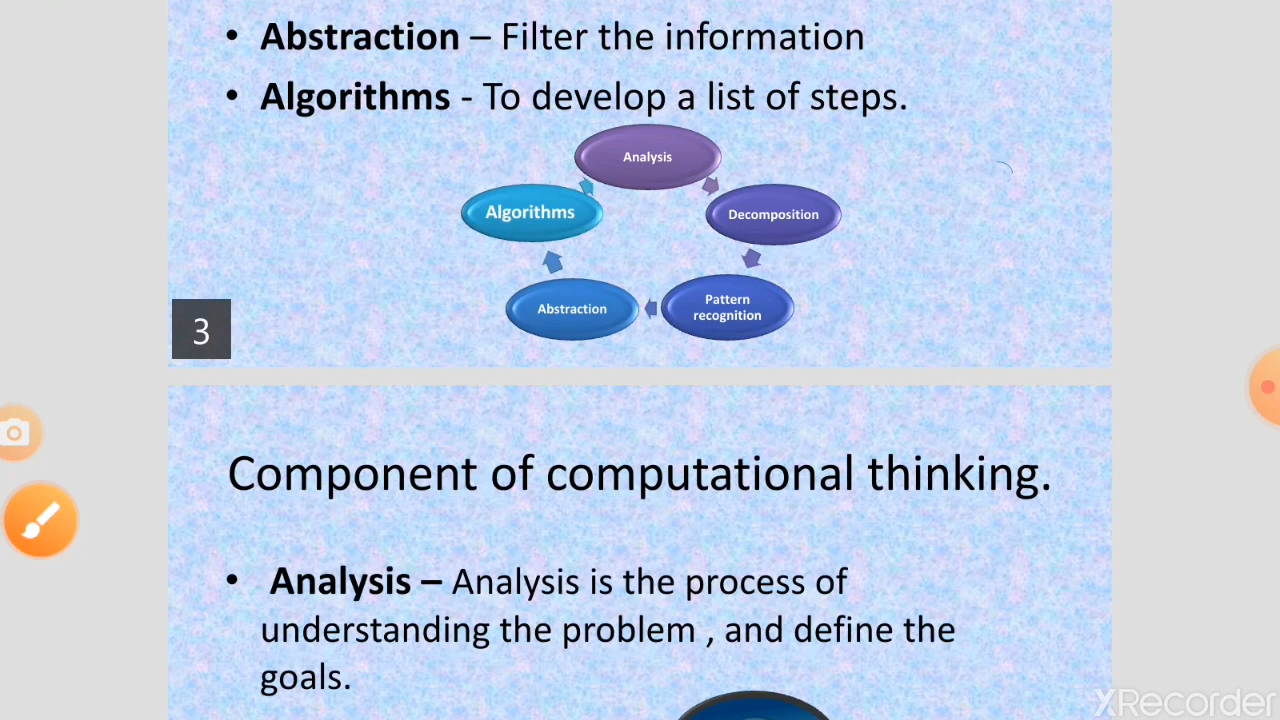 • Abstraction – Filter the information
• Algorithms - To develop a list of steps.
Analysis
Algorithms
Decomposition
Pattern
recognition
Abstraction
3
Component of computational thinking.
• Analysis – Analysis is the process of
understanding the problem , and define the
goals.
XRecorder